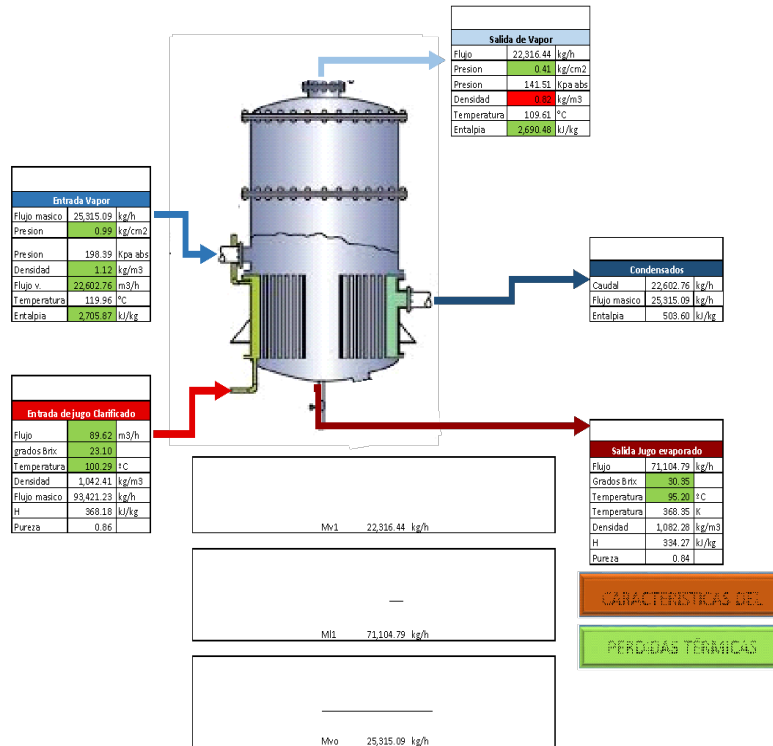 Salida de Vapor
Flujo 22,316.44 kg/h
Presion 0.41 kg/cm2
Presion 141.51 Kpa abs
Densidad 0.82 kg/m3
Temperatura 109.61 °C
Entalpia 2,690.48 kJ/kg
Entrada Vapor
Flujo masico 25,315.09 kg/h
Presion 0.99 kg/cm2
Presion 198.39 Kpa abs
Densidad 1.12 kg/m3
Flujo v. 22,602.76 m3/h
Temperatura 119.96 °C
Entalpia 2,705.87 kJ/kg
Condensados
Caudal 22,602.76 kg/h
Flujo masico 25,315.09 kg/h
Entalpia 503.60 kJ/kg
Entrada de jugo Clarificado
Flujo 89.62 m3/h
grados Brix 23.10
Temperatura 100.29 °C
Densidad 1,042.41 kg/m3
Flujo masico 93,421.23 kg/h
H 368.18 kJ/kg
Pureza 0.86
Salida Jugo evaporado
Flujo 71,104.79 kg/h
Grados Brix 30.35
Temperatura 95.20 °C
Temperatura 368.35 K
Densidad 1,082.28 kg/m3
H 334.27 kJ/kg
Pureza 0.84
Mv1 22,316.44 kg/h
Ml1 71,104.79 kg/h
Mvo 25,315.09 kg/h
CARACTERISTICAS DEL
PERDIDAS TÉRMICAS